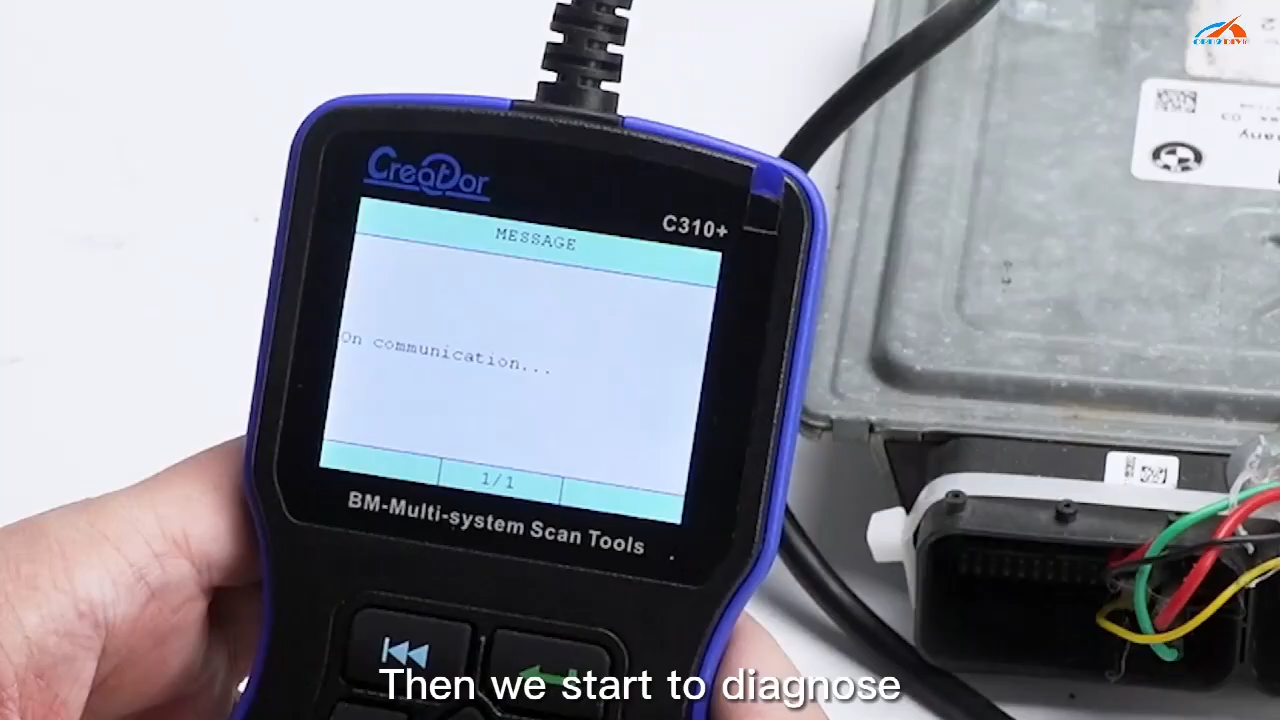 CreaDor
C310+
MESSAGE
On communication...
1/1
BM-Multi-system Scan Tools
Then we start to diagnose